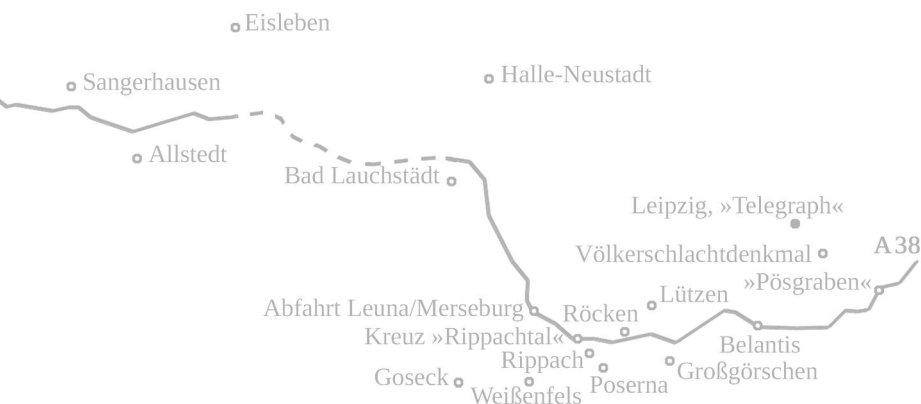 Eisleben
Sangerhausen
Halle-Neustadt
Allstedt
Bad Lauchstädt
Leipzig, »Telegraph«
A 38
Völkerschlachtdenkmal
»Pösgraben«
Lützen
Abfahrt Leuna/Merseburg
Röcken
Kreuz »Rippachtal«
Belantis
Rippach
Großgörschen
Goseck
Poserna
Weißenfels